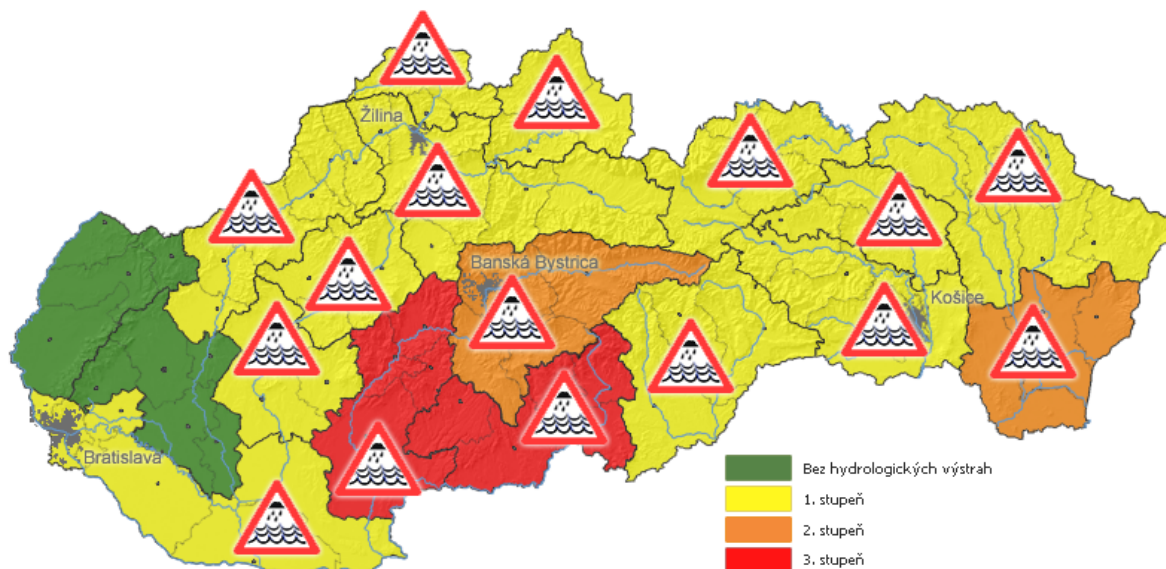 Žilina
Banská Bystrica
Košice
Bratislava
Bez hydrologických výstrah
1. stupeň
2. stupeň
3. stupeň